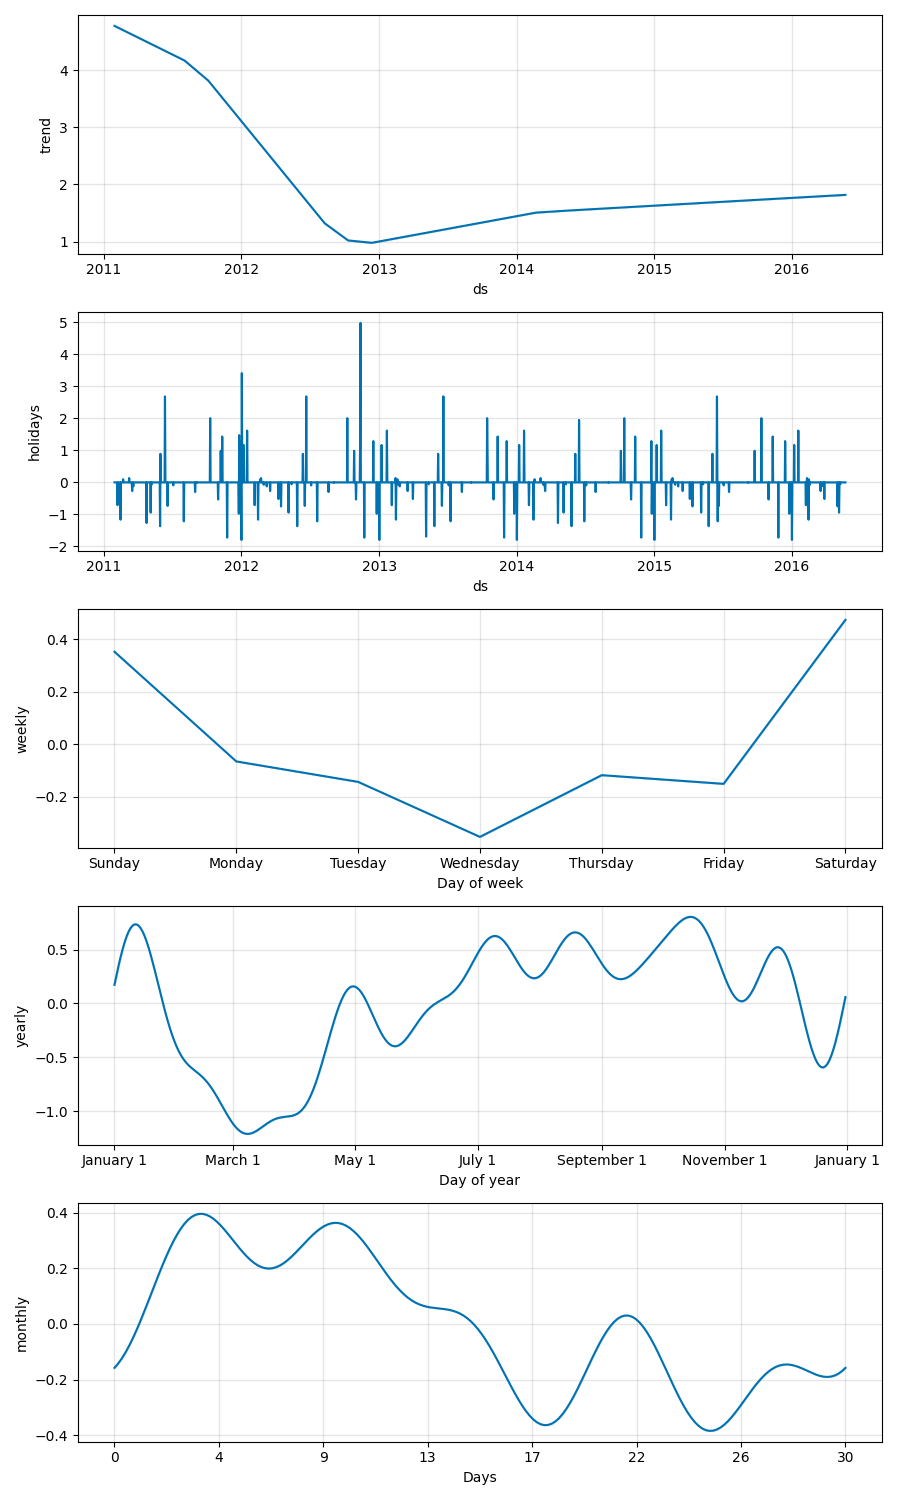 4
3
2
1
trend
2011 2012 2013 2014 2015 2016
ds
5
4
3
2
1
0
−1
−2
holidays
2011 2012 2013 2014 2015 2016
ds
0.4
0.2
0.0
−0.2
weekly
Sunday Monday Tuesday Wednesday Thursday Friday Saturday
Day of week
0.5
0.0
−0.5
−1.0
yearly
January 1 March 1 May 1 July 1 September 1 November 1 January 1
Day of year
0.4
0.2
0.0
−0.2
−0.4
monthly
0 4 9 13 17 22 26 30
Days